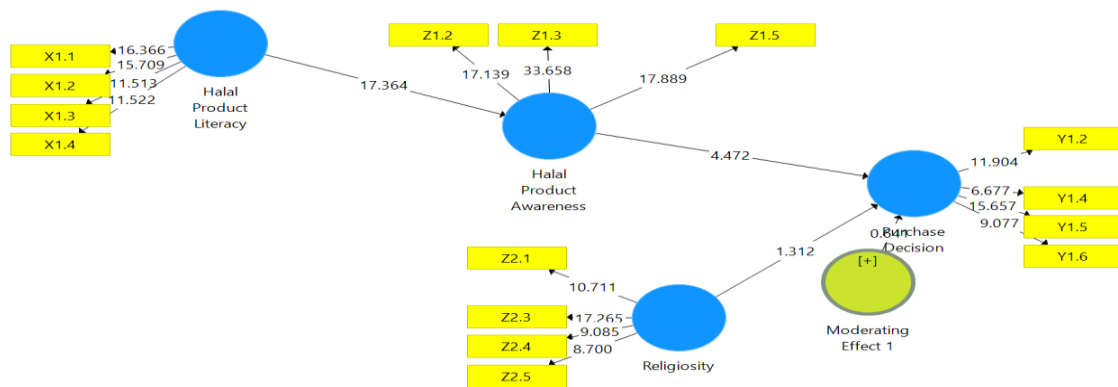 X1.1
X1.2
X1.3
X1.4
16.366
15.709
11.513
11.522
Halal
Product
Literacy
17.364
Z1.2
Z1.3
Z1.5
17.139
33.658
17.889
Halal
Product
Awareness
4.472
Y1.2
Y1.4
Y1.5
Y1.6
11.904
6.677
15.657
9.077
Purchase
Decision
0.641
[+]
Moderating
Effect 1
1.312
Z2.1
Z2.3
Z2.4
Z2.5
10.711
17.265
9.085
8.700
Religiosity